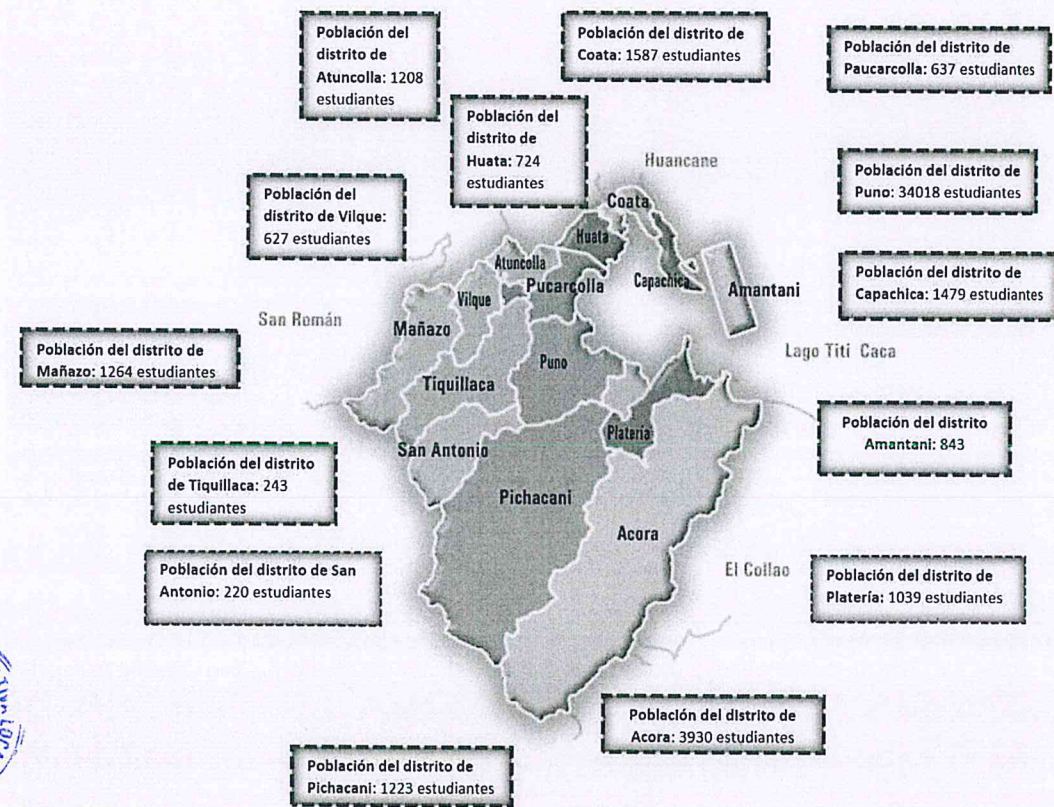 Población del
distrito de
Atuncolla: 1208
estudiantes
Población del distrito de
Coata: 1587 estudiantes
Población del distrito de
Paucarcolla: 637 estudiantes
Población del
distrito de
Huata: 724
estudiantes
Huancane
Población del distrito de
Puno: 34018 estudiantes
Población del
distrito de Vilque:
627 estudiantes
Coata
Huata
Atuncolla
Pucarcolla
Capachica
Amantani
Población del distrito de
Capachica: 1479 estudiantes
Vilque
San Román
Mañazo
Lago Titi Caca
Población del distrito de
Mañazo: 1264 estudiantes
Puno
Tiquillaca
Población del distrito
Amantani: 843
Platería
San Antonio
Población del distrito
de Tiquillaca: 243
estudiantes
Pichacani
Acora
Población del distrito de San
Antonio: 220 estudiantes
El Collao
Población del distrito de
Platería: 1039 estudiantes
Población del distrito de
Acora: 3930 estudiantes
Población del distrito de
Pichacani: 1223 estudiantes